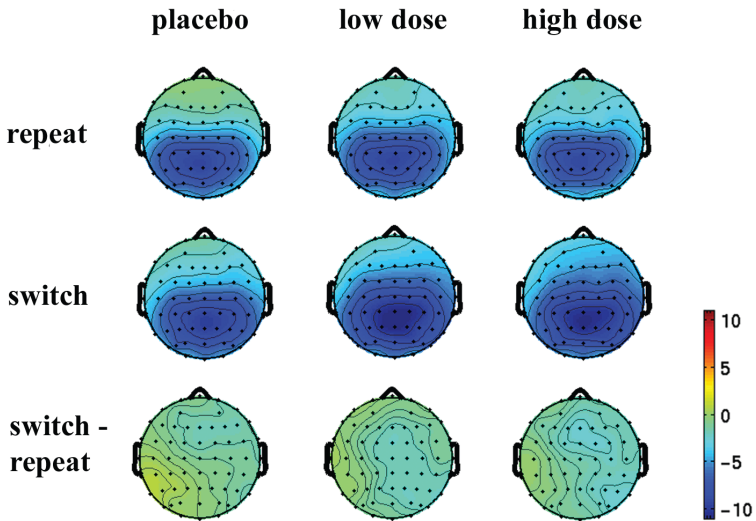 placebo low dose high dose
repeat
switch
switch -
repeat
10
5
0
−5
−10